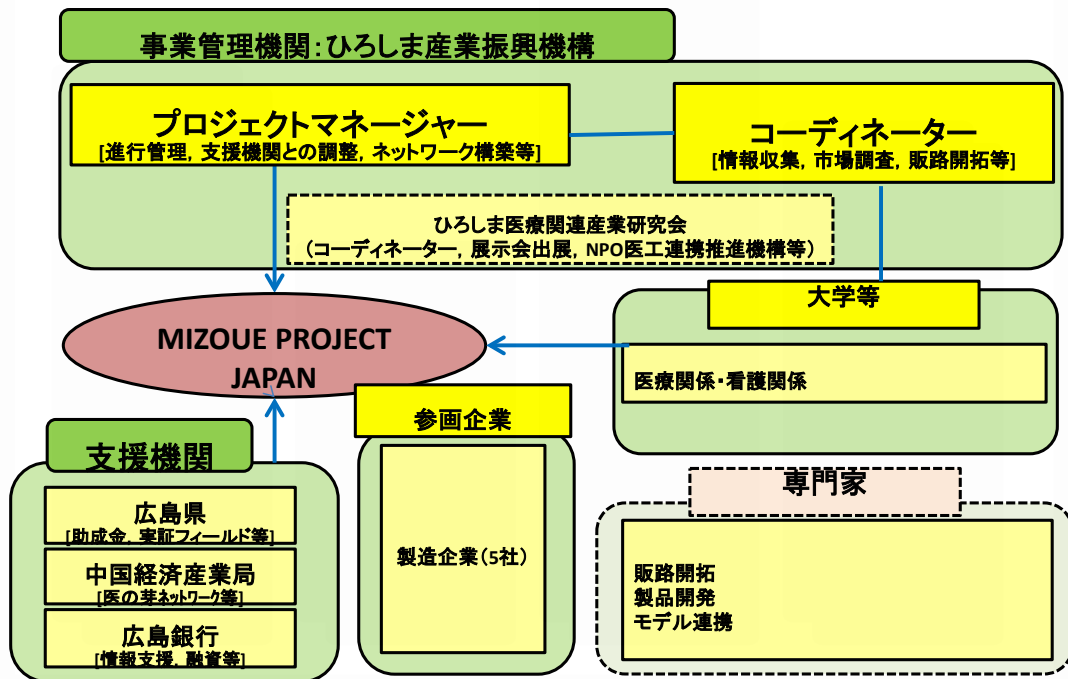 事業管理機関：ひろしま産業振興機構
プロジェクトマネージャー
[進行管理，支援機関との調整，ネットワーク構築等]
コーディネーター
[情報収集，市場調査，販路開拓等]
ひろしま医療関連産業研究会
（コーディネーター，展示会出展，NPO医工連携推進機構等）
MIZOUE PROJECT
JAPAN
大学等
医療関係・看護関係
支援機関
広島県
[助成金，実証フィールド等]
中国経済産業局
[医の芽ネットワーク等]
広島銀行
[情報支援，融資等]
参画企業
製造企業（5社）
専門家
販路開拓
製品開発
モデル連携